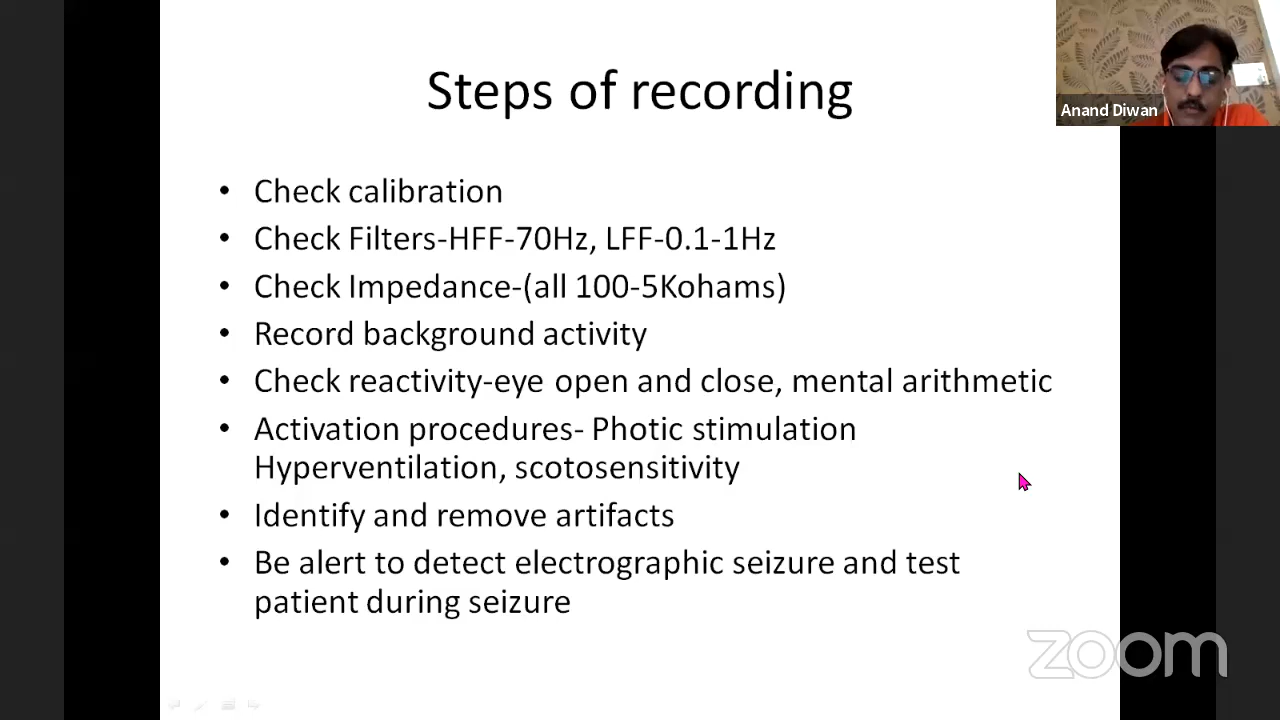 Steps of recording
Anand Diwan
• Check calibration
• Check Filters-HFF-70Hz, LFF-0.1-1Hz
• Check Impedance-(all 100-5Kohams)
• Record background activity
• Check reactivity-eye open and close, mental arithmetic
• Activation procedures- Photic stimulation
Hyperventilation, scotosensitivity
• Identify and remove artifacts
• Be alert to detect electrographic seizure and test
patient during seizure
zoom